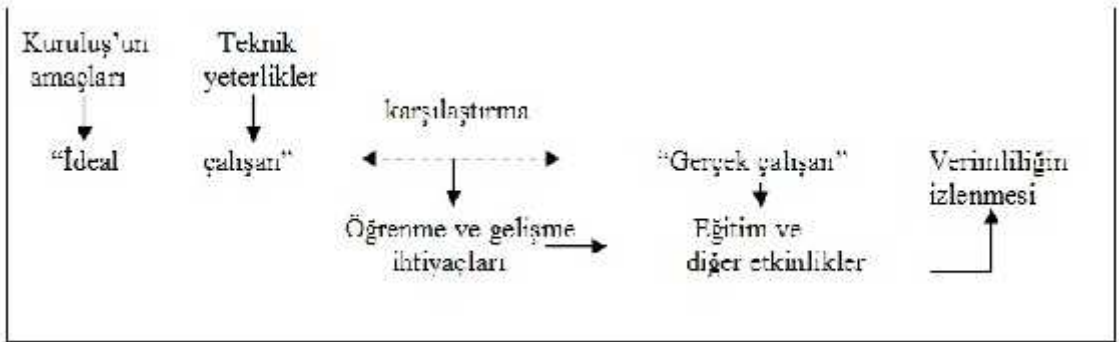 Kuruluş'un Teknik
amaçları yeterlikler
karşılaştırma
"İdeal çalışan" "Gerçek çalışan" Verimliliğin
izlenmesi
Öğrenme ve gelişme Eğitim ve
ihtiyaçları diğer etkinlikler